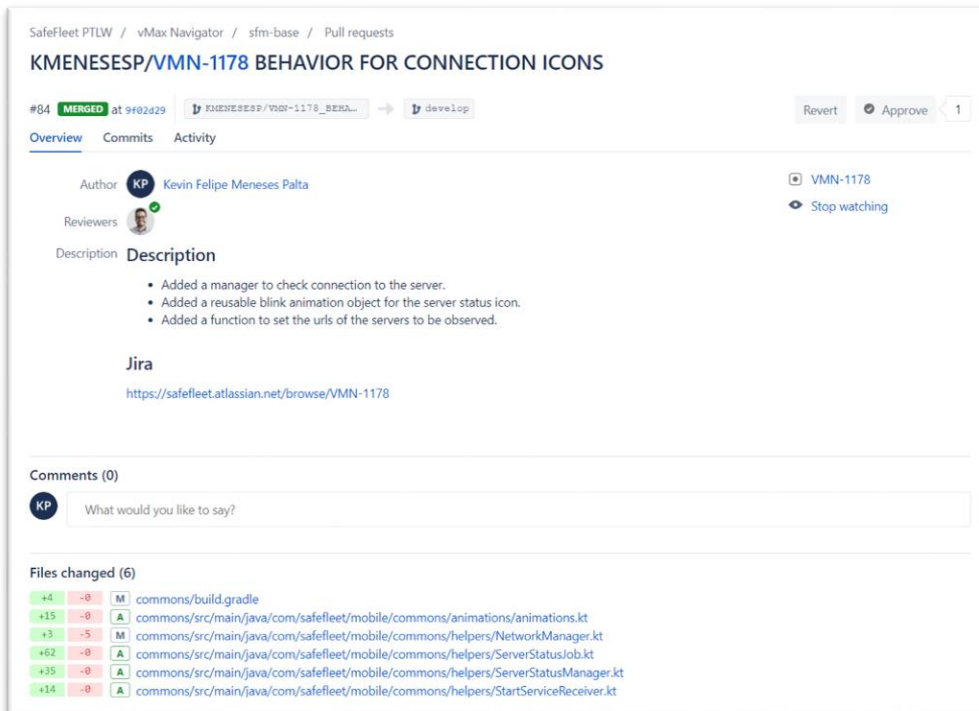 SafeFleet PTLW / vMax Navigator / sfm-base / Pull requests
KMENESESP/VMN-1178 BEHAVIOR FOR CONNECTION ICONS
#84 MERGED at 9f02d29 KMENESESP/VMN-1178_BEHA… develop Revert Approve 1
Overview Commits Activity
Author KP Kevin Felipe Meneses Palta VMN-1178
Reviewers Stop watching
Description Description
• Added a manager to check connection to the server.
• Added a reusable blink animation object for the server status icon.
• Added a function to set the urls of the servers to be observed.
Jira
https://safefleet.atlassian.net/browse/VMN-1178
Comments (0)
KP What would you like to say?
Files changed (6)
+4 -0 M commons/build.gradle
+15 -0 A commons/src/main/java/com/safefleet/mobile/commons/animations/animations.kt
+3 -5 M commons/src/main/java/com/safefleet/mobile/commons/helpers/NetworkManager.kt
+62 -0 A commons/src/main/java/com/safefleet/mobile/commons/helpers/ServerStatusJob.kt
+35 -0 A commons/src/main/java/com/safefleet/mobile/commons/helpers/ServerStatusManager.kt
+14 -0 A commons/src/main/java/com/safefleet/mobile/commons/helpers/StartServiceReceiver.kt